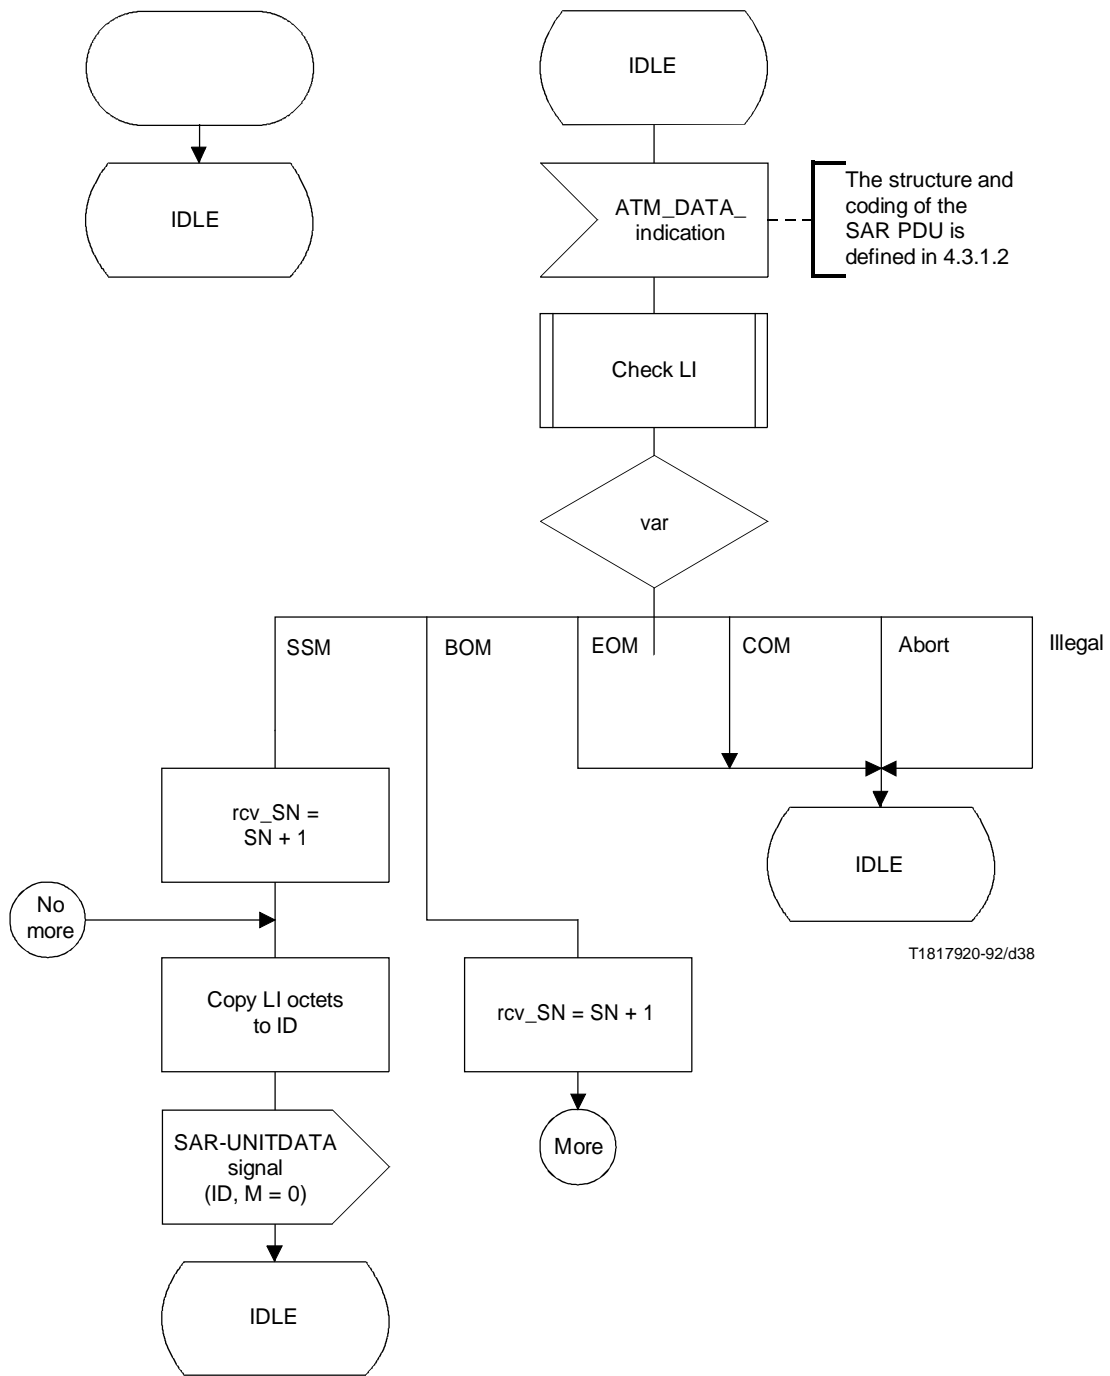 IDLE
IDLE
ATM_DATA_
indication
The structure and
coding of the
SAR PDU is
defined in 4.3.1.2
Check LI
var
SSM
BOM
EOM
COM
Abort
Illegal
rcv_SN =
SN + 1
IDLE
No
more
T1817920-92/d38
Copy LI octets
to ID
rcv_SN = SN + 1
SAR-UNITDATA
signal
(ID, M = 0)
More
IDLE